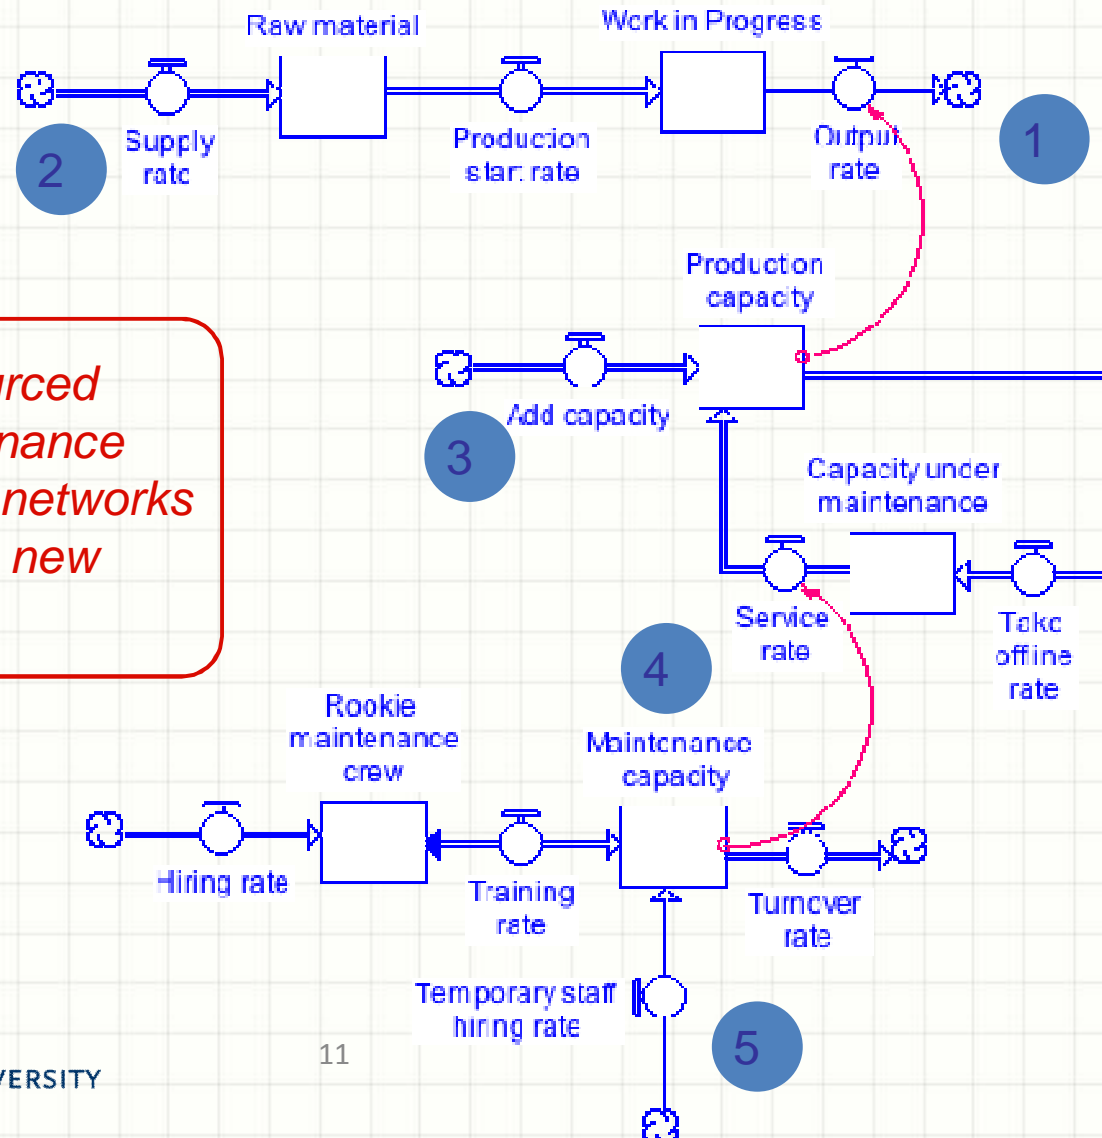 Raw material
Work in Progress
Supply
rate
Production
start rate
Output
rate
1
2
Production
capacity
urced
nance
networks
new
Add capacity
3
Capacity under
maintenance
Service
rate
Take
offline
rate
4
Rookie
maintenance
crew
Maintenance
capacity
Hiring rate
Training
rate
Turnover
rate
Temporary staff
hiring rate
5
11
VERSITY